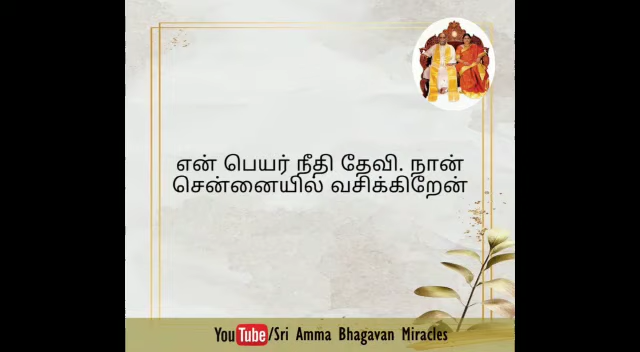 என் பெயர் நீதி தேவி. நான்
சென்னையில் வசிக்கிறேன்
YouTube/Sri Amma Bhagavan Miracles